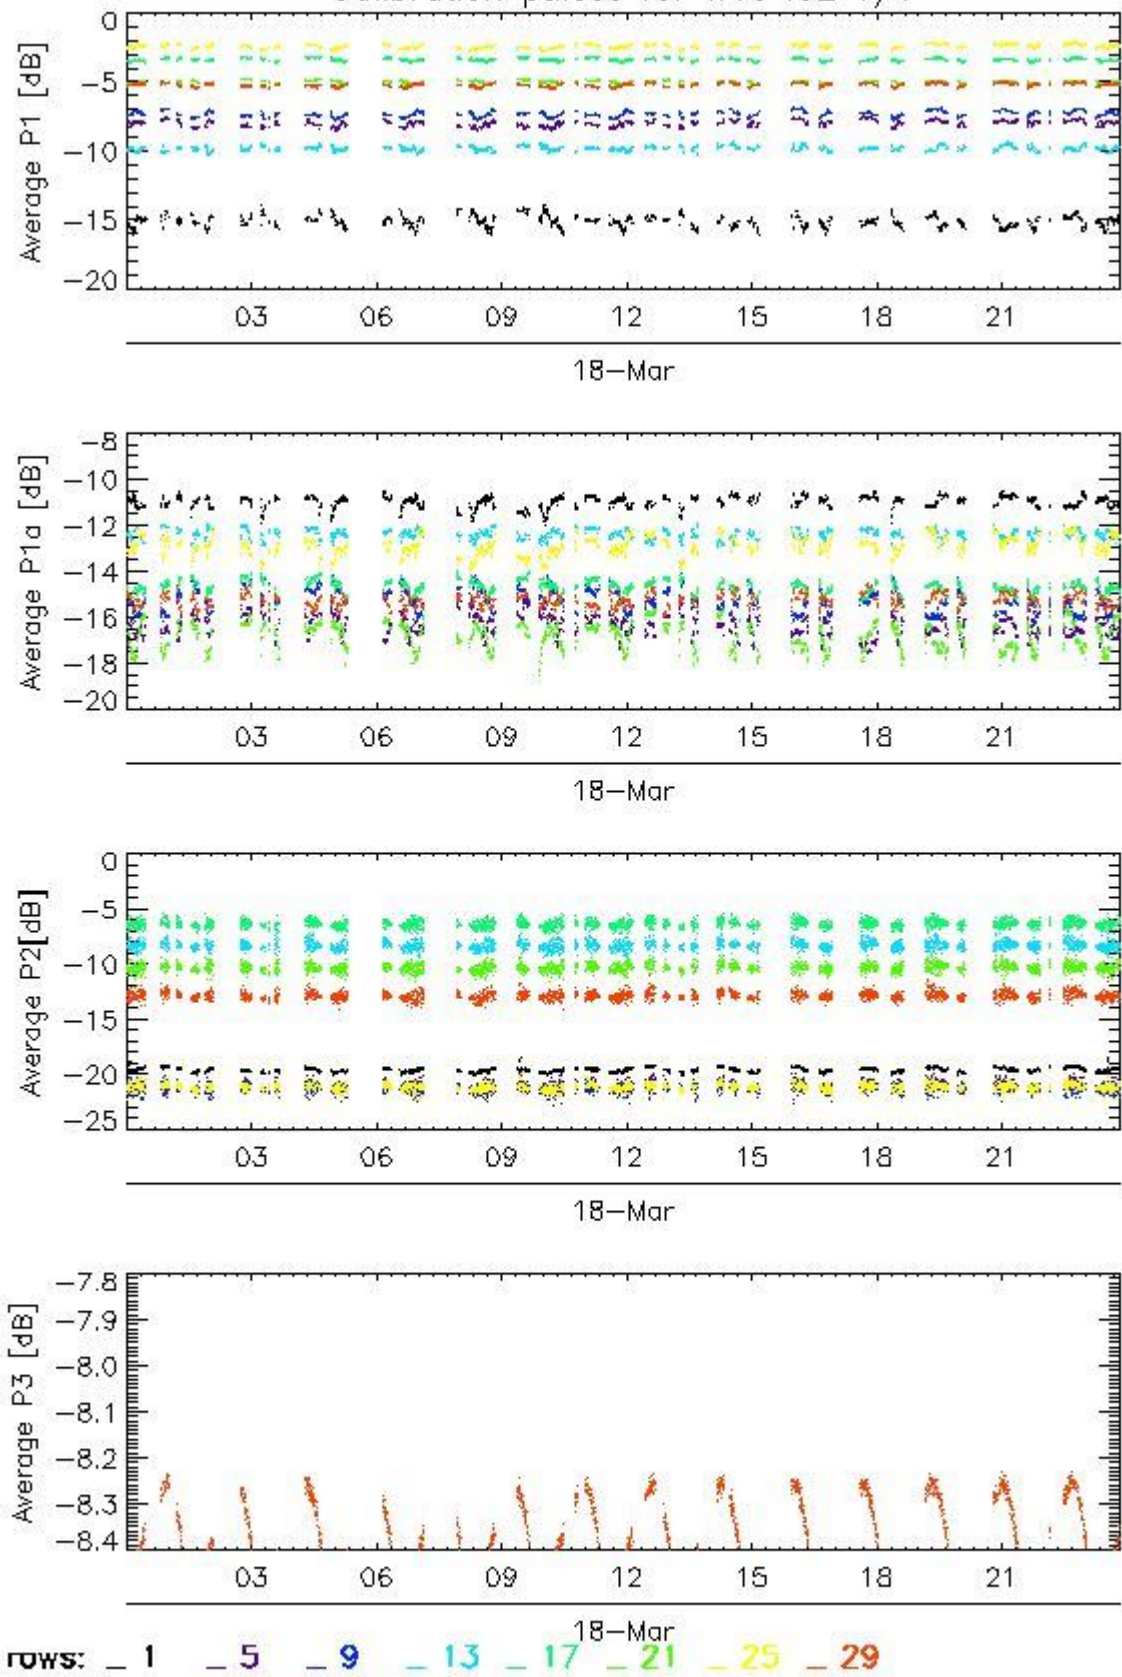 0
-5
-10
-15
-20
Average P1 [dB]
03 06 09 12 15 18 21
18-Mar
-8
-10
-12
-14
-16
-18
-20
Average P1a [dB]
03 06 09 12 15 18 21
18-Mar
0
-5
-10
-15
-20
-25
Average P2[dB]
03 06 09 12 15 18 21
18-Mar
-7.8
-7.9
-8.0
-8.1
-8.2
-8.3
-8.4
Average P3 [dB]
03 06 09 12 15 18 21
18-Mar
rows: _ 1 _ 5 _ 9 _ 13 _ 17 _ 21 _ 25 _ 29